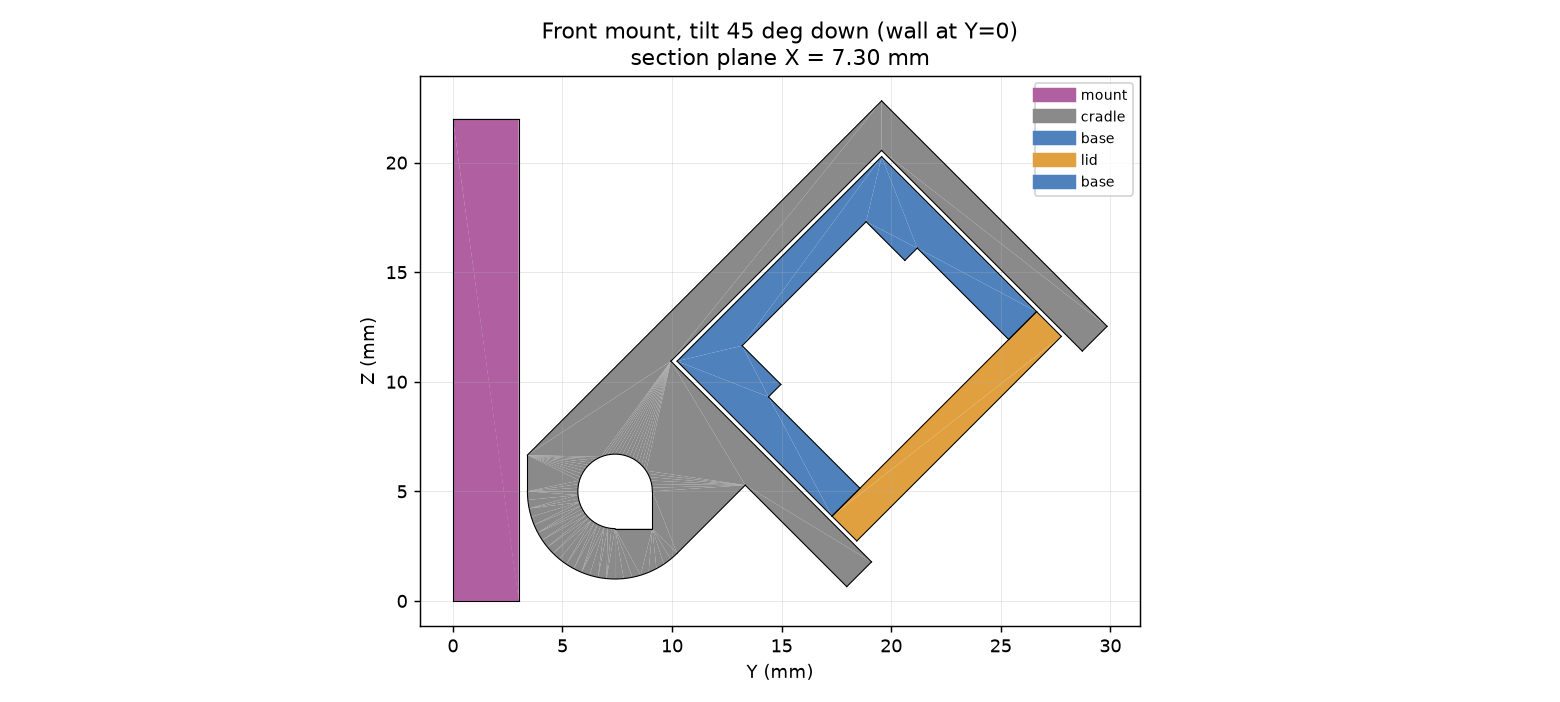 Front mount, tilt 45 deg down (wall at Y=0)
section plane X = 7.30 mm
mount
cradle
base
lid
base
Z (mm)
20
15
10
5
0
0 5 10 15 20 25 30
Y (mm)